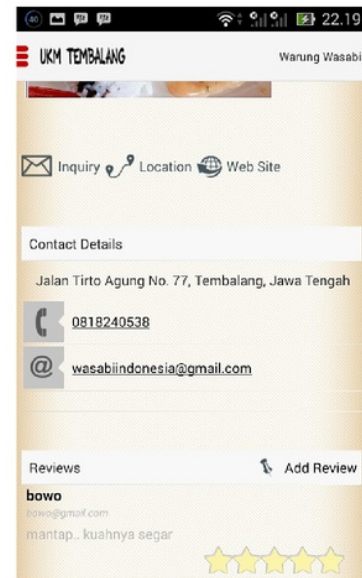 40 22.19
UKM TEMBALANG Warung Wasabi
Inquiry Location Web Site
Contact Details
Jalan Tirto Agung No. 77, Tembalang, Jawa Tengah
0818240538
@ wasabiindonesia@gmail.com
Reviews Add Review
bowo
bowo@gmail.com
mantap.. kuahnya segar